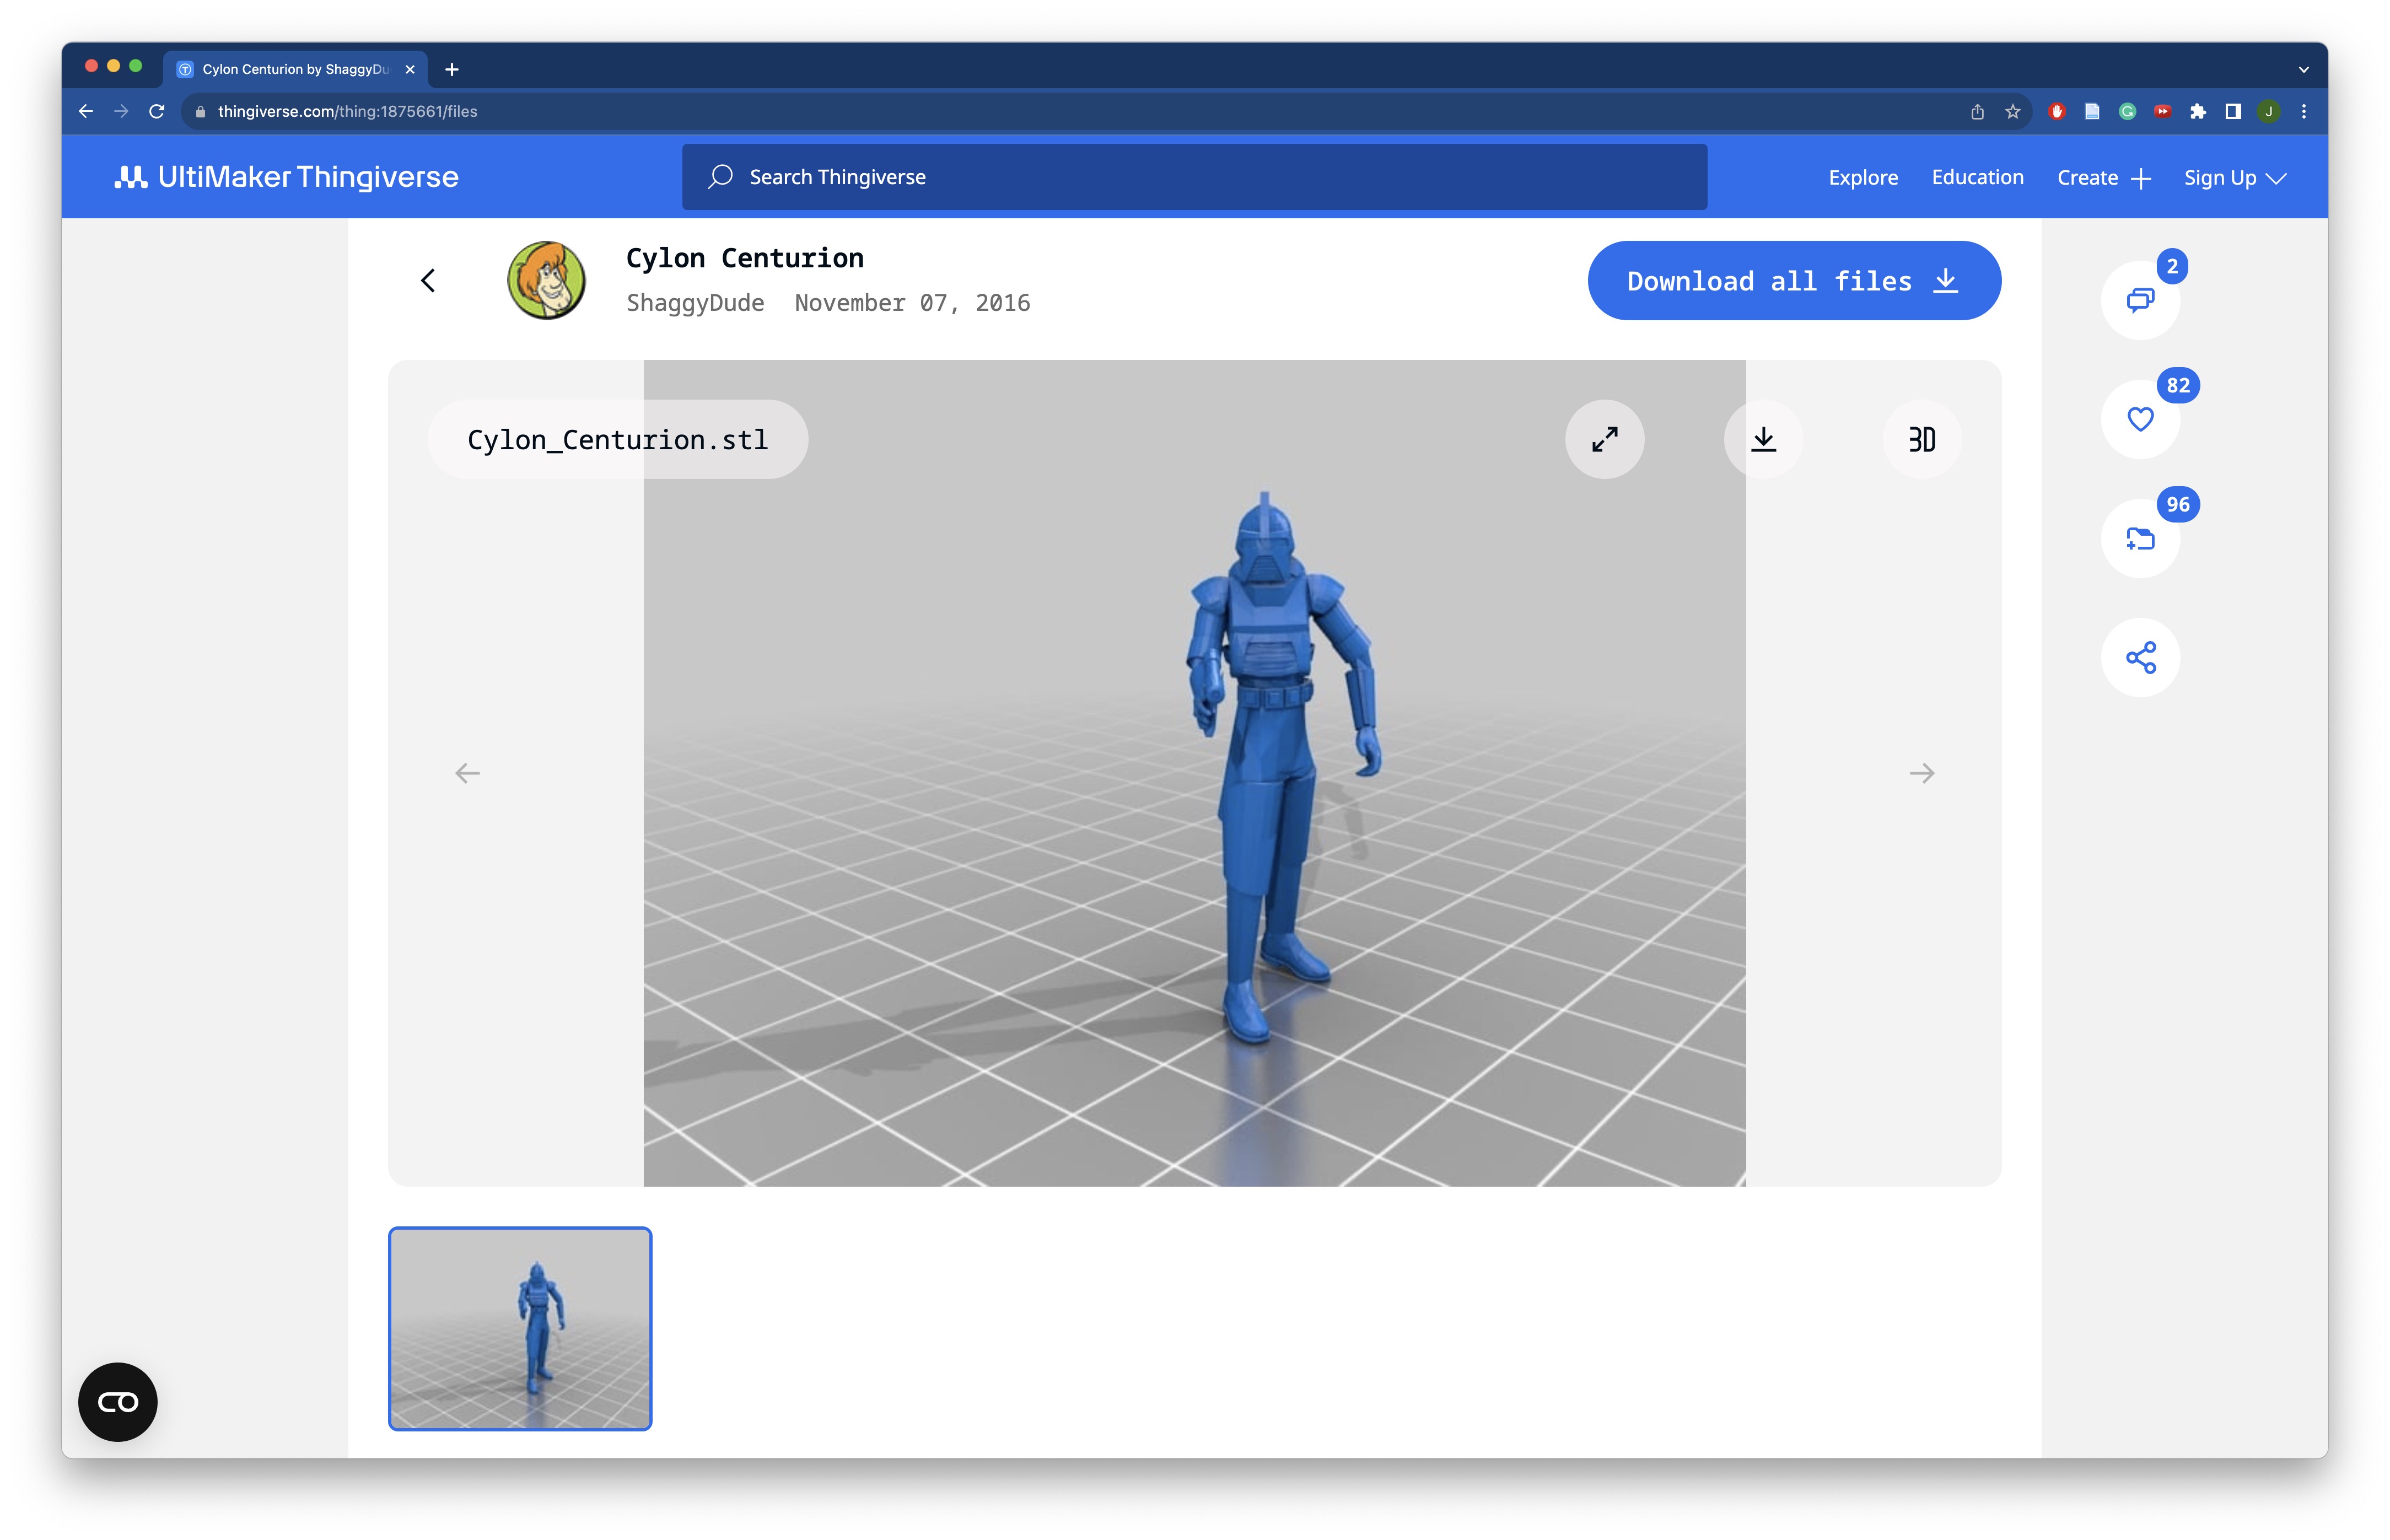 Cylon Centurion by ShaggyDu
thingiverse.com/thing:1875661/files
J
UltiMaker Thingiverse
Search Thingiverse
Explore
Education
Create
Sign Up
Cylon Centurion
ShaggyDude November 07, 2016
Download all files
2
82
96
Cylon_Centurion.stl
3D